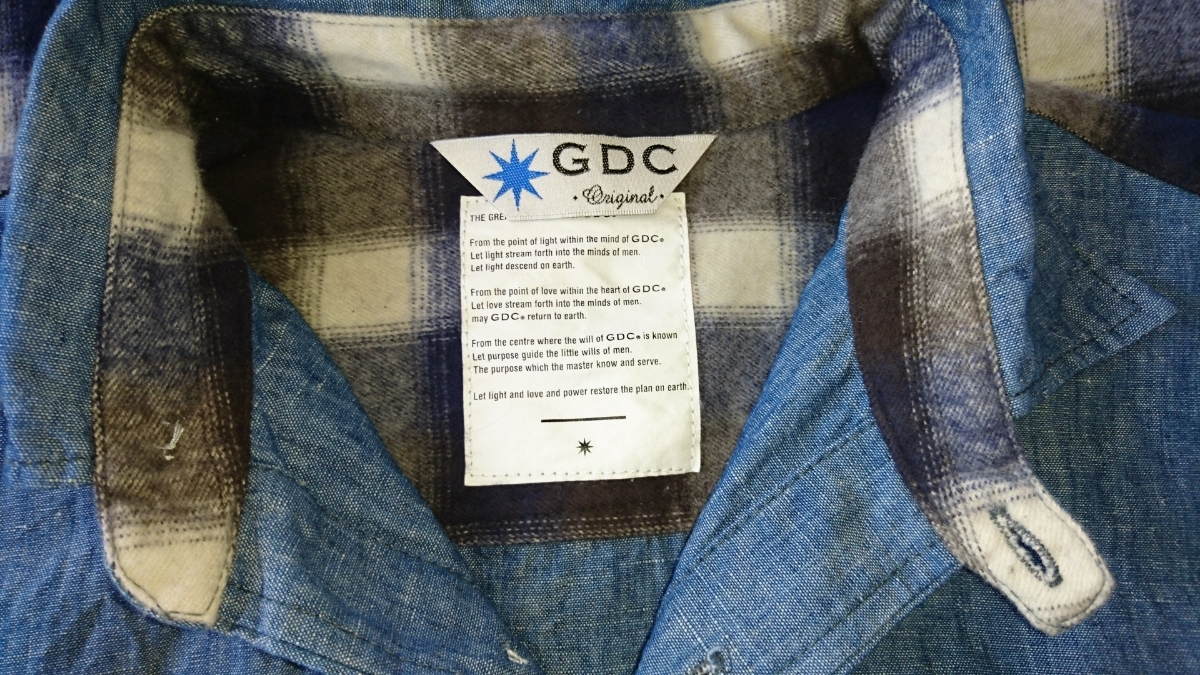 GDC
Original
THE GRE
From the point of light within the mind of GDC
Let light stream forth into the minds of men.
Let light descend on earth.
From the point of love within the heart of GDC
Let love stream forth into the minds of men.
may GDC return to earth.
From the centre where the will of GDC is known
Let purpose guide the little wills of men.
The purpose which the master know and serve.
Let light and love and power restore the plan on earth.